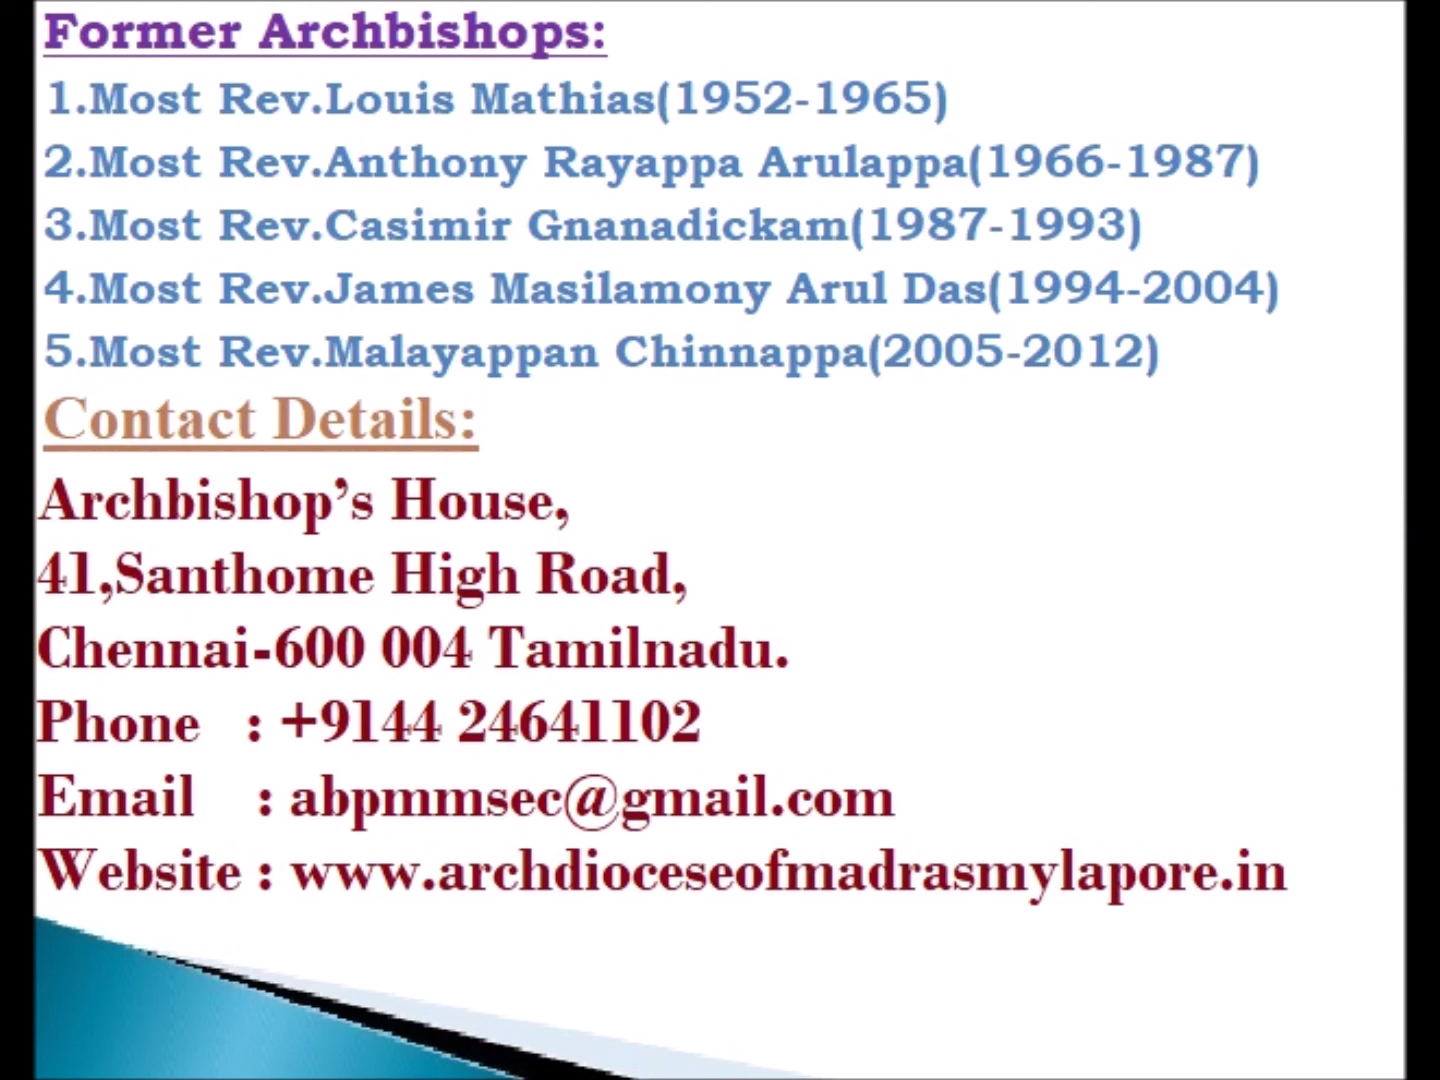 Former Archbishops:
1.Most Rev.Louis Mathias(1952-1965)
2.Most Rev.Anthony Rayappa Arulappa(1966-1987)
3.Most Rev.Casimir Gnanadickam(1987-1993)
4.Most Rev.James Masilamony Arul Das(1994-2004)
5.Most Rev.Malayappan Chinnappa(2005-2012)
Contact Details:
Archbishop’s House,
41,Santhome High Road,
Chennai-600 004 Tamilnadu.
Phone : +9144 24641102
Email : abpmmsec@gmail.com
Website : www.archdioceseofmadrasmylapore.in